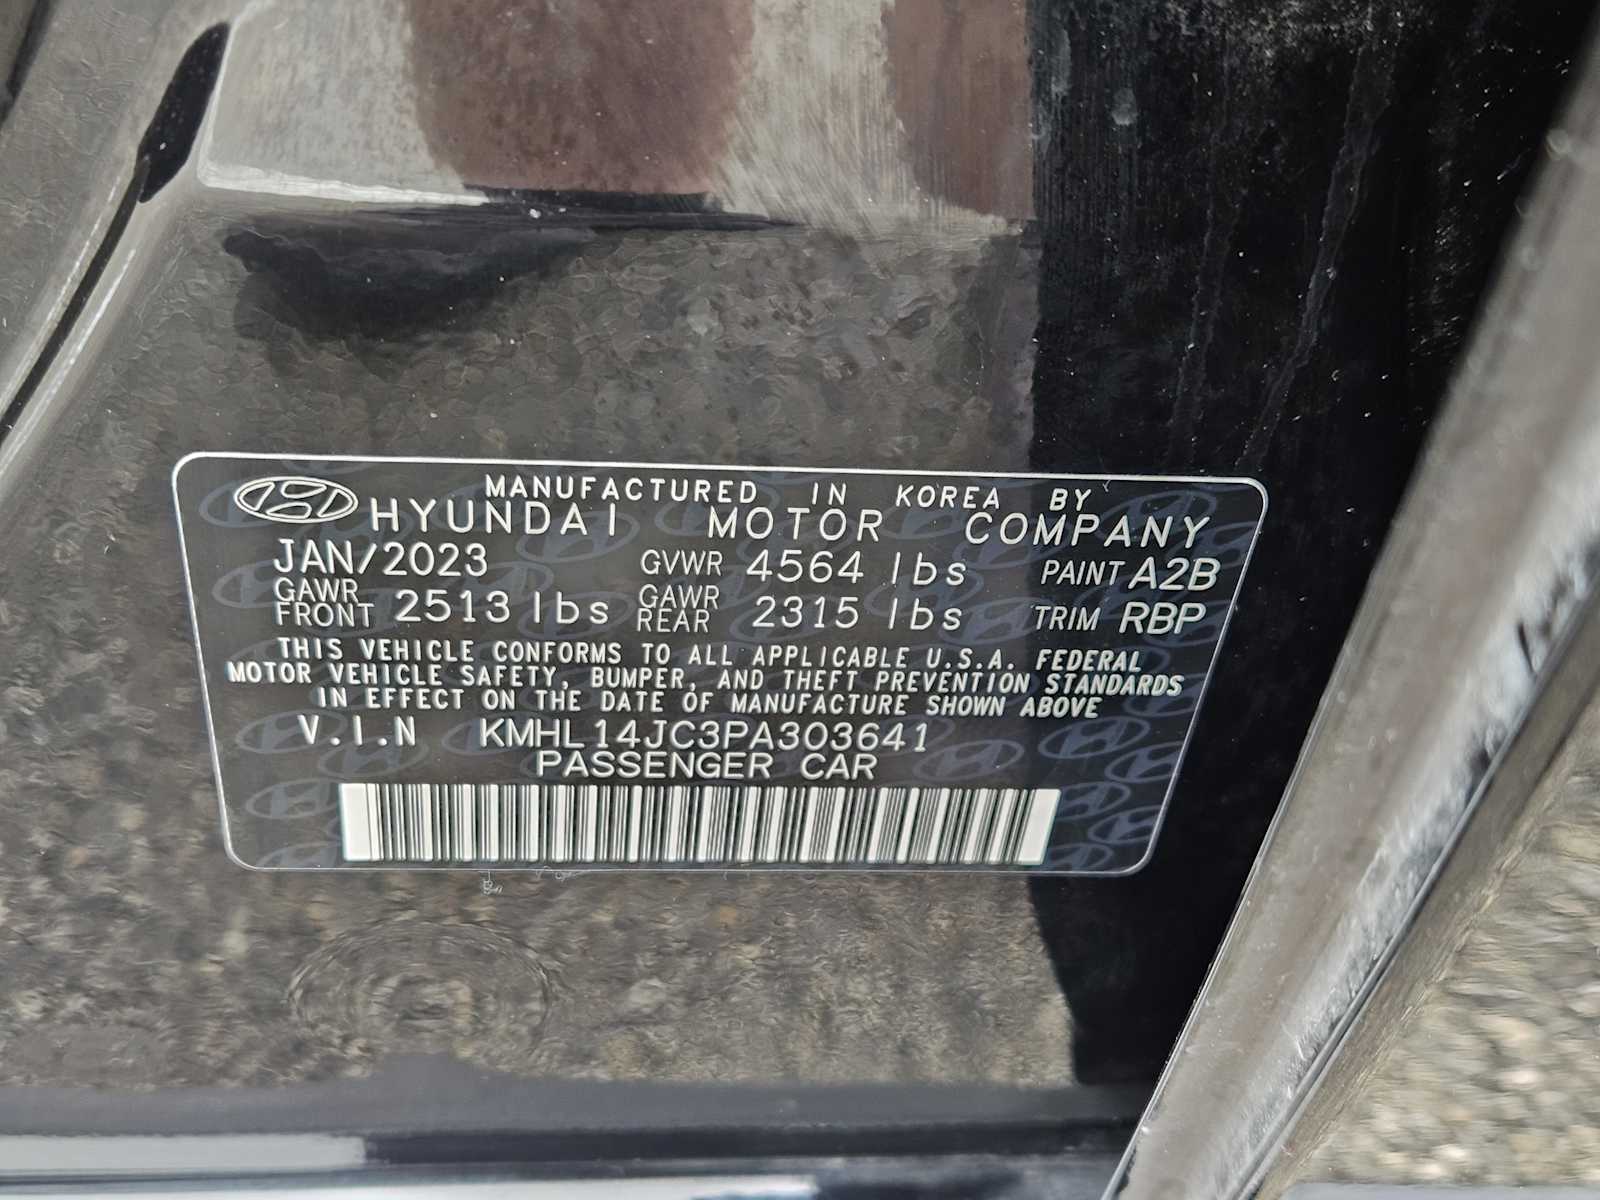 MANUFACTURED IN KOREA BY
HYUNDAI MOTOR COMPANY
JAN/2023 GVWR 4564 lbs PAINT A2B
GAWR FRONT 2513 lbs GAWR REAR 2315 lbs TRIM RBP
THIS VEHICLE CONFORMS TO ALL APPLICABLE U.S.A. FEDERAL
MOTOR VEHICLE SAFETY, BUMPER, AND THEFT PREVENTION STANDARDS
IN EFFECT ON THE DATE OF MANUFACTURE SHOWN ABOVE
V.I.N KMHL14JC3PA303641
PASSENGER CAR